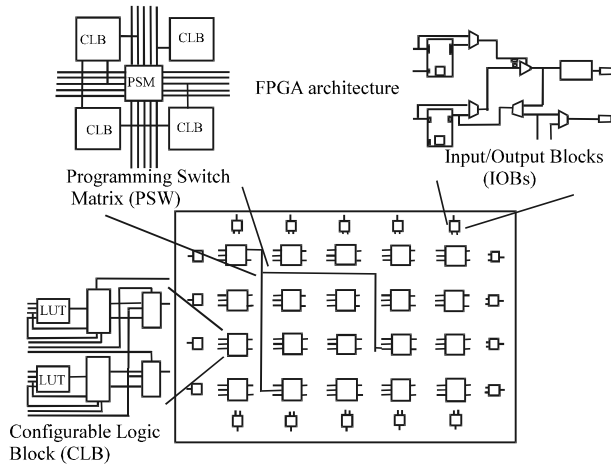 CLB
CLB
PSM
FPGA architecture
CLB
CLB
Programming Switch
Matrix (PSW)
Input/Output Blocks
(IOBs)
LUT
LUT
Configurable Logic
Block (CLB)